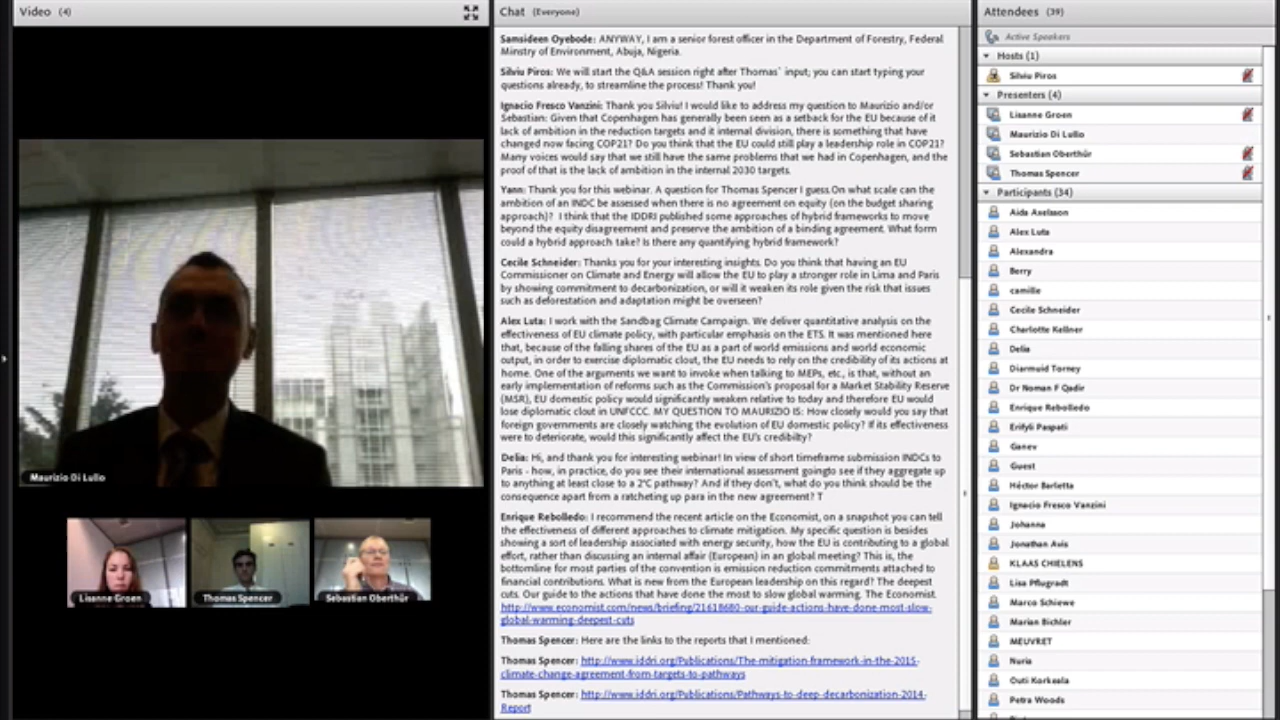 Video (4)
Maurizio Di Lullo
Lisanne Groen
Thomas Spencer
Sebastian Oberthür
Chat (Everyone)
Samsideen Oyebode: ANYWAY, I am a senior forest officer in the Department of Forestry, Federal
Minstry of Environment, Abuja, Nigeria.
Silviu Piros: We will start the Q&A session right after Thomas` input; you can start typing your
questions already, to streamline the process! Thank you!
Ignacio Fresco Vanzini: Thank you Silviu! I would like to address my question to Maurizio and/or
Sebastian: Given that Copenhagen has generally been seen as a setback for the EU because of it
lack of ambition in the reduction targets and it internal division, there is something that have
changed now facing COP21? Do you think that the EU could still play a leadership role in COP21?
Many voices would say that we still have the same problems that we had in Copenhagen, and the
proof of that is the lack of ambition in the internal 2030 targets.
Yann: Thank you for this webinar. A question for Thomas Spencer I guess.On what scale can the
ambition of an INDC be assessed when there is no agreement on equity (on the budget sharing
approach)? I think that the IDDRI published some approaches of hybrid frameworks to move
beyond the equity disagreement and preserve the ambition of a binding agreement. What form
could a hybrid approach take? Is there any quantifying hybrid framework?
Cecile Schneider: Thanks you for your interesting insights. Do you think that having an EU
Commissioner on Climate and Energy will allow the EU to play a stronger role in Lima and Paris
by showing commitment to decarbonization, or will it weaken its role given the risk that issues
such as deforestation and adaptation might be overseen?
Alex Luta: I work with the Sandbag Climate Campaign. We deliver quantitative analysis on the
effectiveness of EU climate policy, with particular emphasis on the ETS. It was mentioned here
that, because of the falling shares of the EU as a part of world emissions and world economic
output, in order to exercise diplomatic clout, the EU needs to rely on the credibility of its actions at
home. One of the arguments we want to invoke when talking to MEPs, etc., is that, without an
early implementation of reforms such as the Commission's proposal for a Market Stability Reserve
(MSR), EU domestic policy would significantly weaken relative to today and therefore EU would
lose diplomatic clout in UNFCCC. MY QUESTION TO MAURIZIO IS: How closely would you say that
foreign governments are closely watching the evolution of EU domestic policy? If its effectiveness
were to deteriorate, would this significantly affect the EU's credibilty?
Delia: Hi, and thank you for interesting webinar! In view of short timeframe submission INDCs to
Paris - how, in practice, do you see their international assessment goingto see if they aggregate up
to anything at least close to a 2°C pathway? And if they don't, what do you think should be the
consequence apart from a ratcheting up para in the new agreement? T
Enrique Rebolledo: I recommend the recent article on the Economist, on a snapshot you can tell
the effectiveness of different approaches to climate mitigation. My specific question is besides
showing a sort of leadership associated with energy security, how the EU is contributing to a global
effort, rather than discussing an internal affair (European) in an global meeting? This is, the
bottomline for most parties of the convention is emission reduction commitments attached to
financial contributions. What is new from the European leadership on this regard? The deepest
cuts. Our guide to the actions that have done the most to slow global warming. The Economist.
http://www.economist.com/news/briefing/21618680-our-guide-actions-have-done-most-slow-
global-warming-deepest-cuts
Thomas Spencer: Here are the links to the reports that I mentioned:
Thomas Spencer: http://www.iddri.org/Publications/The-mitigation-framework-in-the-2015-
climate-change-agreement-from-targets-to-pathways
Thomas Spencer: http://www.iddri.org/Publications/Pathways-to-deep-decarbonization-2014-
Report
Attendees (39)
Active Speakers
Hosts (1)
Silviu Piros
Presenters (4)
Lisanne Groen
Maurizio Di Lullo
Sebastian Oberthür
Thomas Spencer
Participants (34)
Aida Axelsson
Alex Luta
Alexandra
Berry
camille
Cecile Schneider
Charlotte Kellner
Delia
Diarmuid Torney
Dr Noman F Qadir
Enrique Rebolledo
Erifyli Paspati
Ganev
Guest
Héctor Barletta
Ignacio Fresco Vanzini
Johanna
Jonathan Avis
KLAAS CHIELENS
Lisa Pflugradt
Marco Schiewe
Marian Bichler
MEUVRET
Nuria
Outi Korkeala
Petra Woods